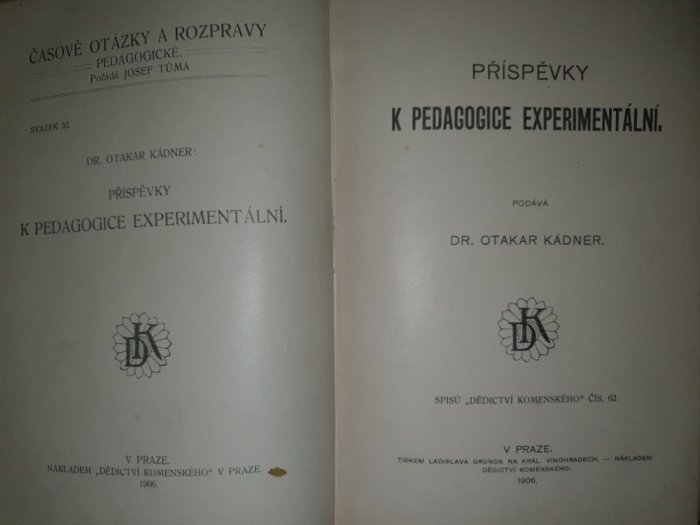 ČASOVÉ OTÁZKY A ROZPRAVY
PEDAGOGICKÉ.
Pořádá JOSEF TŮMA
SVAZEK XI
DR. OTAKAR KÁDNER:
PŘÍSPĚVKY
K PEDAGOGICE EXPERIMENTÁLNÍ.
DK
V PRAZE.
NÁKLADEM „DĚDICTVÍ KOMENSKÉHO“ V PRAZE
1906.
PŘÍSPĚVKY
K PEDAGOGICE EXPERIMENTÁLNÍ.
PODÁVÁ
DR. OTAKAR KÁDNER.
DK
SPISŮ „DĚDICTVÍ KOMENSKÉHO“ ČÍS. 62.
V PRAZE.
TISKEM LADISLAVA GRUNDA NA KRÁL. VINOHRADECH. — NÁKLADEM
DĚDICTVÍ KOMENSKÉHO.
1906.